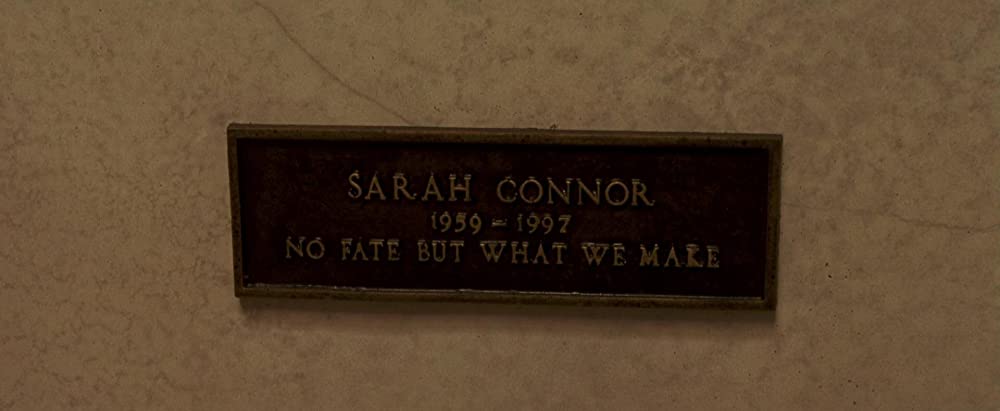 SARAH CONNOR
1959 – 1997
NO FATE BUT WHAT WE MAKE